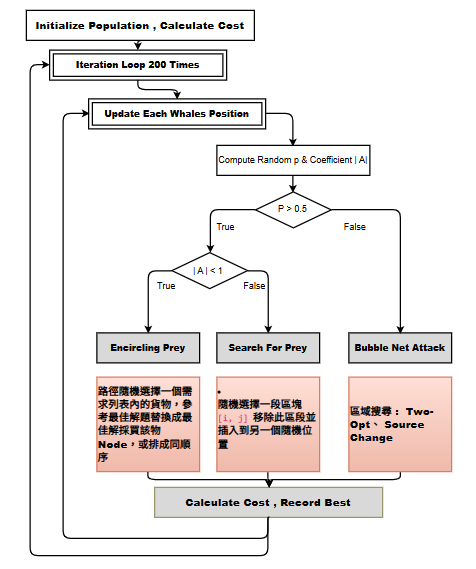 Initialize Population , Calculate Cost
Iteration Loop 200 Times
Update Each Whales Position
Compute Random p & Coefficient | A|
P > 0.5
True
False
| A | < 1
True
False
Encircling Prey
Search For Prey
Bubble Net Attack
路徑隨機選擇一個需
求列表內的貨物，參
考最佳解題替換成最
佳解採買該物
Node，或排成同順
序
•
隨機選擇一段區塊
[i, j] 移除此區段並
插入到另一個隨機位
置
區域搜尋： Two-
Opt、 Source
Change
Calculate Cost , Record Best